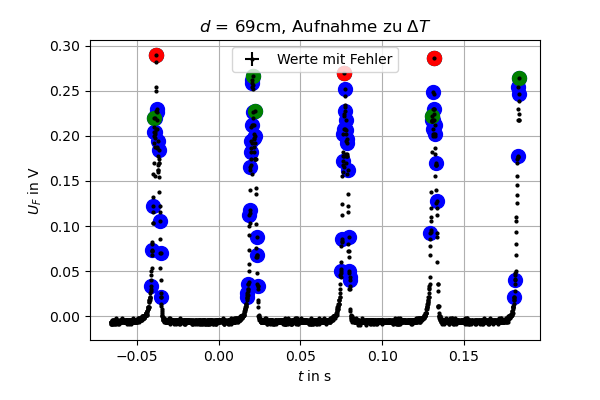 d = 69cm, Aufnahme zu ΔT
Werte mit Fehler
U_F in V
0.30
0.25
0.20
0.15
0.10
0.05
0.00
−0.05 0.00 0.05 0.10 0.15
t in s